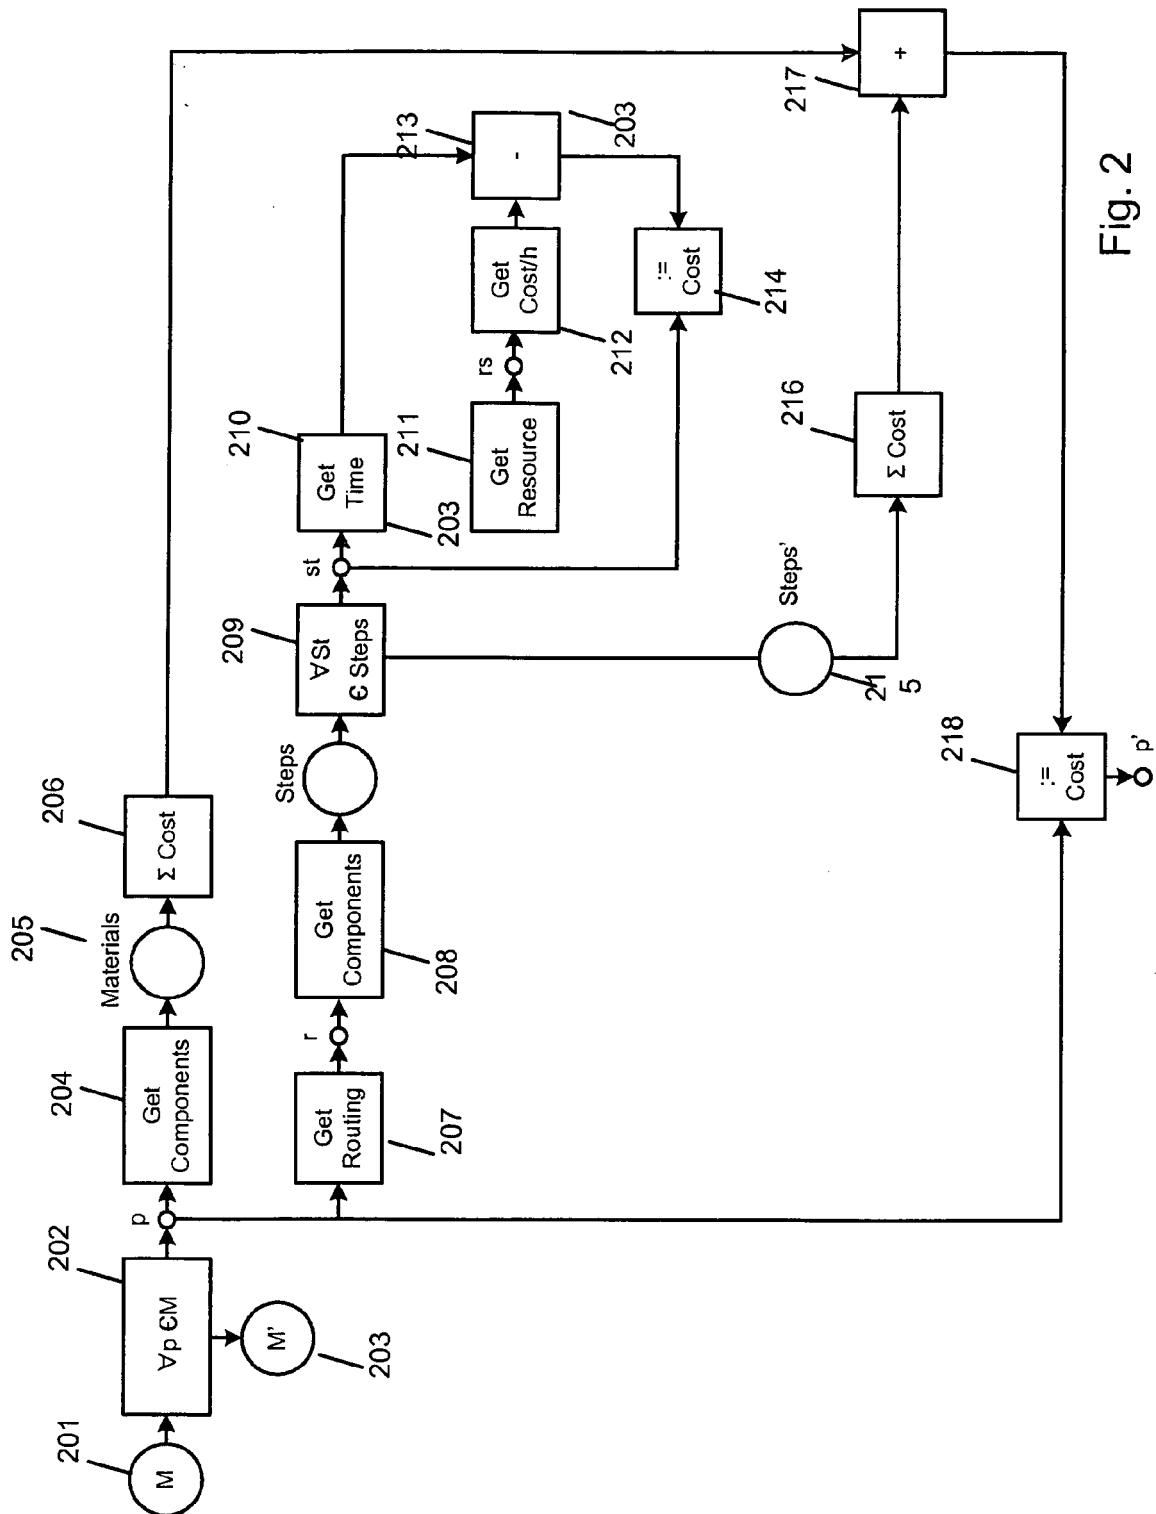 201
M
202
∀p ЄM
M'
203
p
204
Get
Components
205
Materials
206
Σ Cost
207
Get
Routing
r
208
Get
Components
Steps
209
∀St
Є Steps
st
210
Get
Time
203
211
Get
Resource
rs
212
Get
Cost/h
213
-
203
:=
Cost
214
Steps'
21
5
216
Σ Cost
217
+
218
:=
Cost
p'
Fig. 2